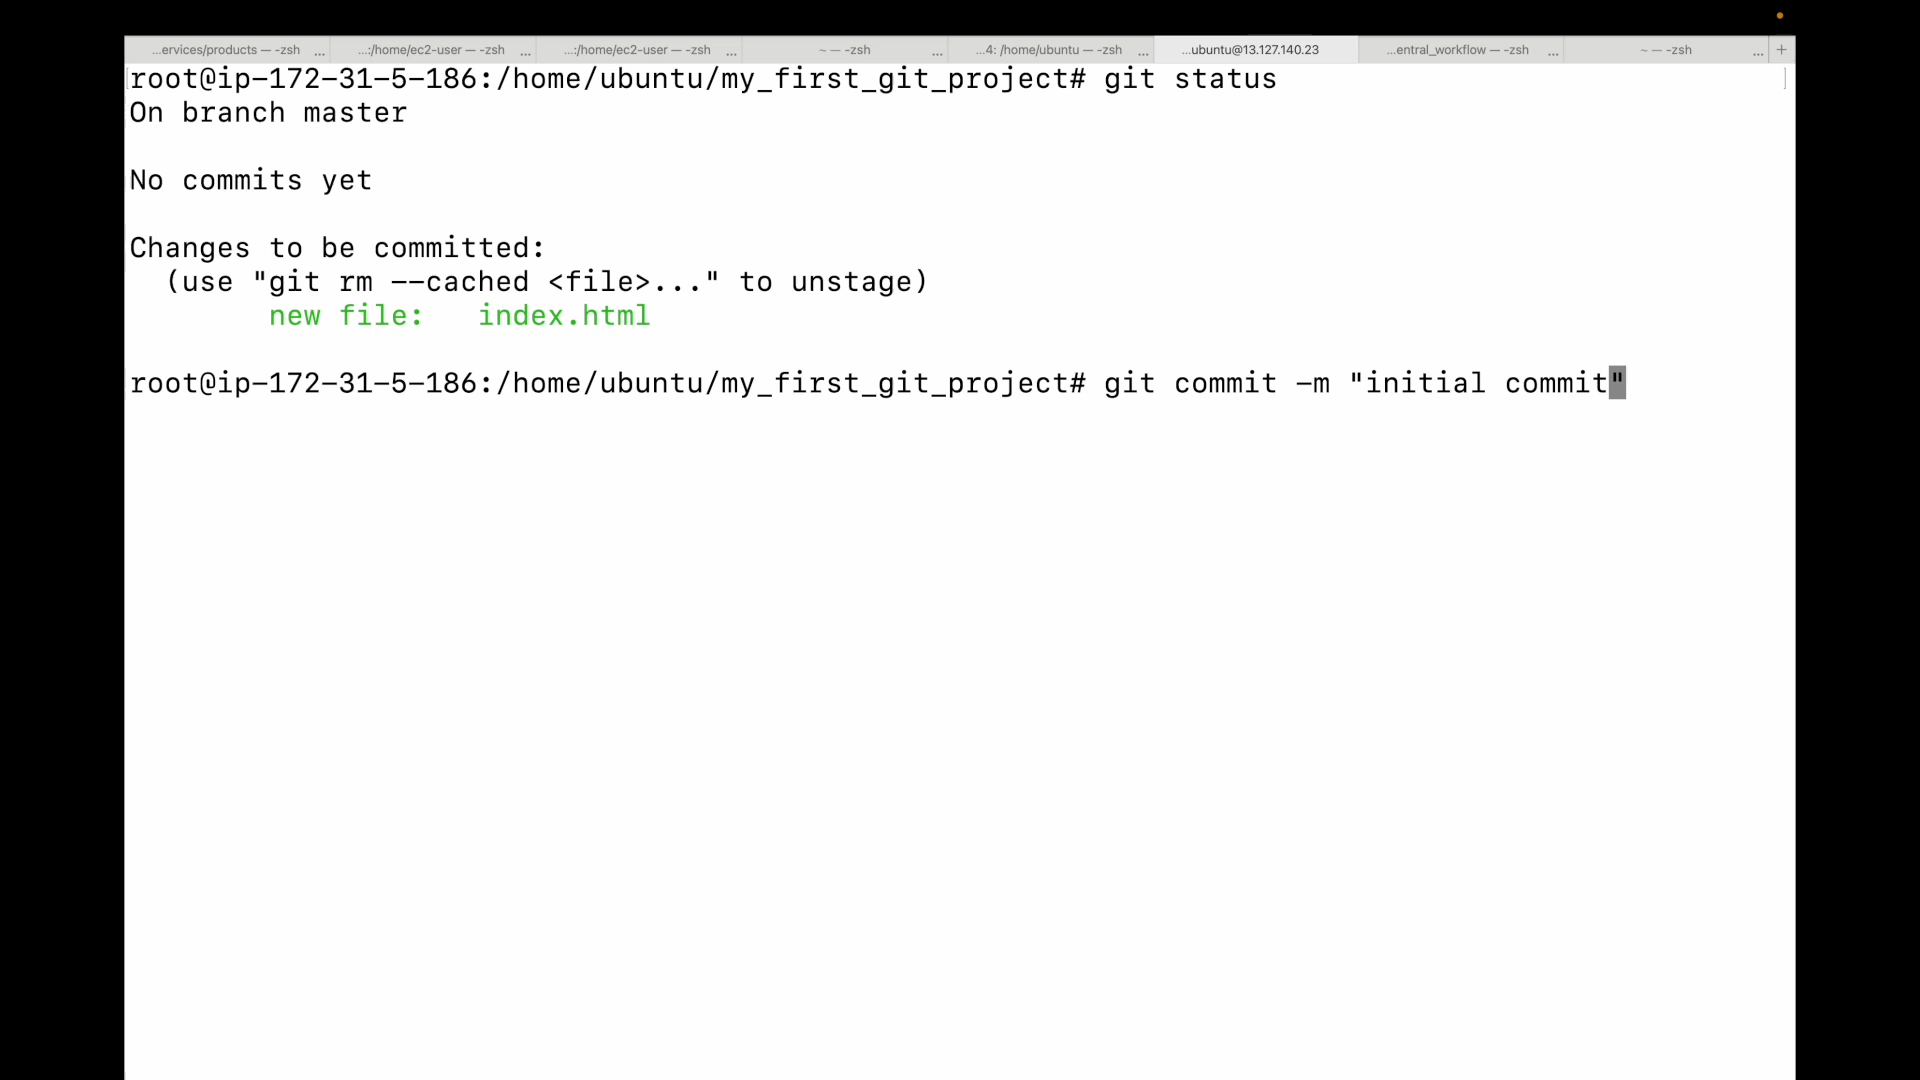 ...ervices/products — -zsh ... ...:/home/ec2-user — -zsh ... ...:/home/ec2-user — -zsh ... ~ — -zsh ... ...4: /home/ubuntu — -zsh ... ...ubuntu@13.127.140.23 ...entral_workflow — -zsh ... ~ — -zsh ... +
root@ip-172-31-5-186:/home/ubuntu/my_first_git_project# git status
On branch master
No commits yet
Changes to be committed:
(use "git rm --cached <file>..." to unstage)
new file: index.html
root@ip-172-31-5-186:/home/ubuntu/my_first_git_project# git commit -m "initial commit"